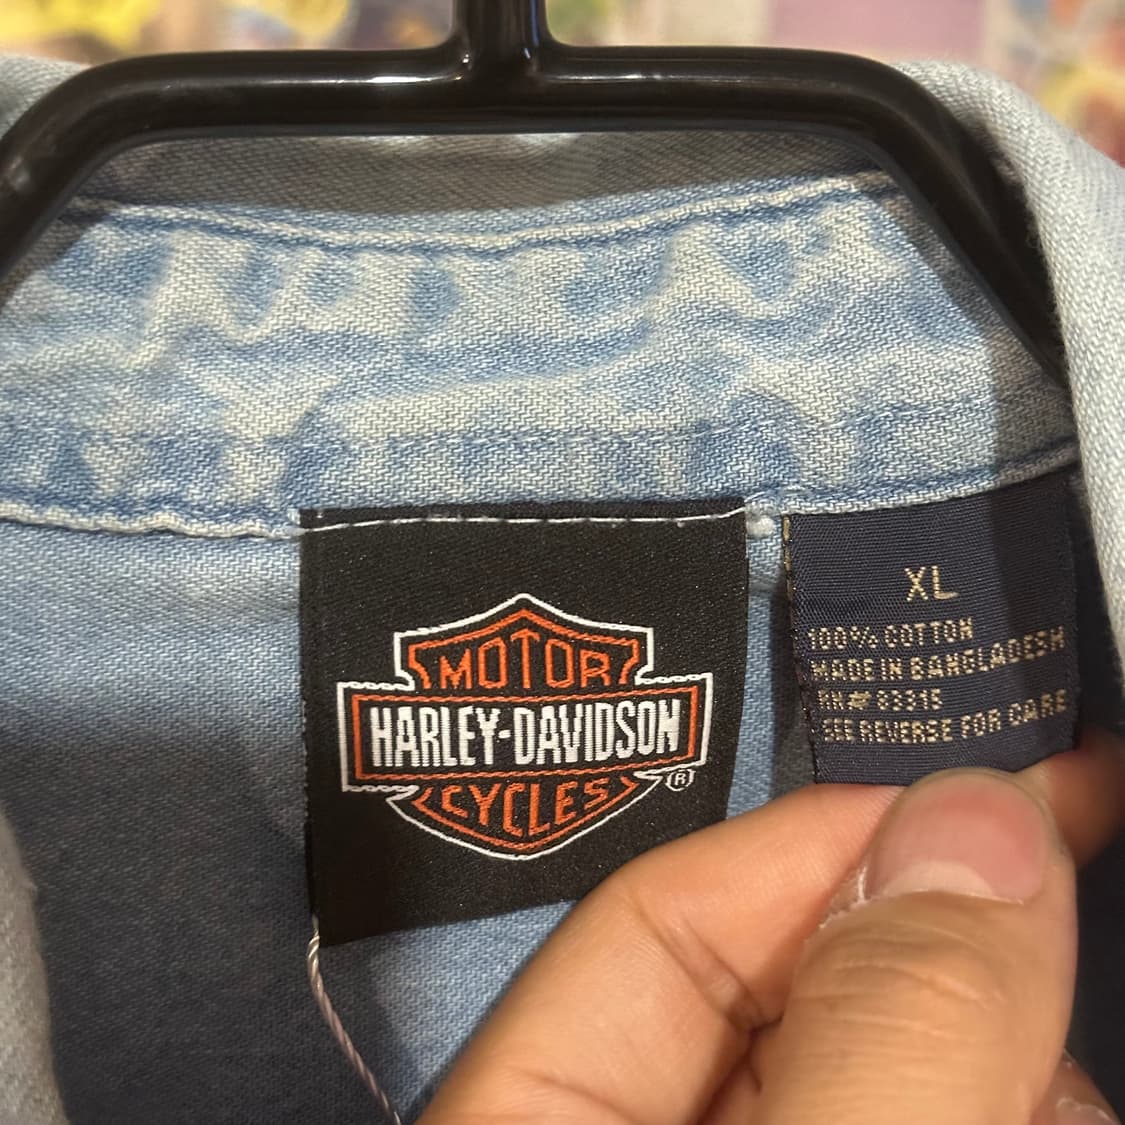 MOTOR
HARLEY-DAVIDSON
CYCLES
®
XL
100% COTTON
MADE IN BANGLADESH
RN# 83315
SEE REVERSE FOR CARE